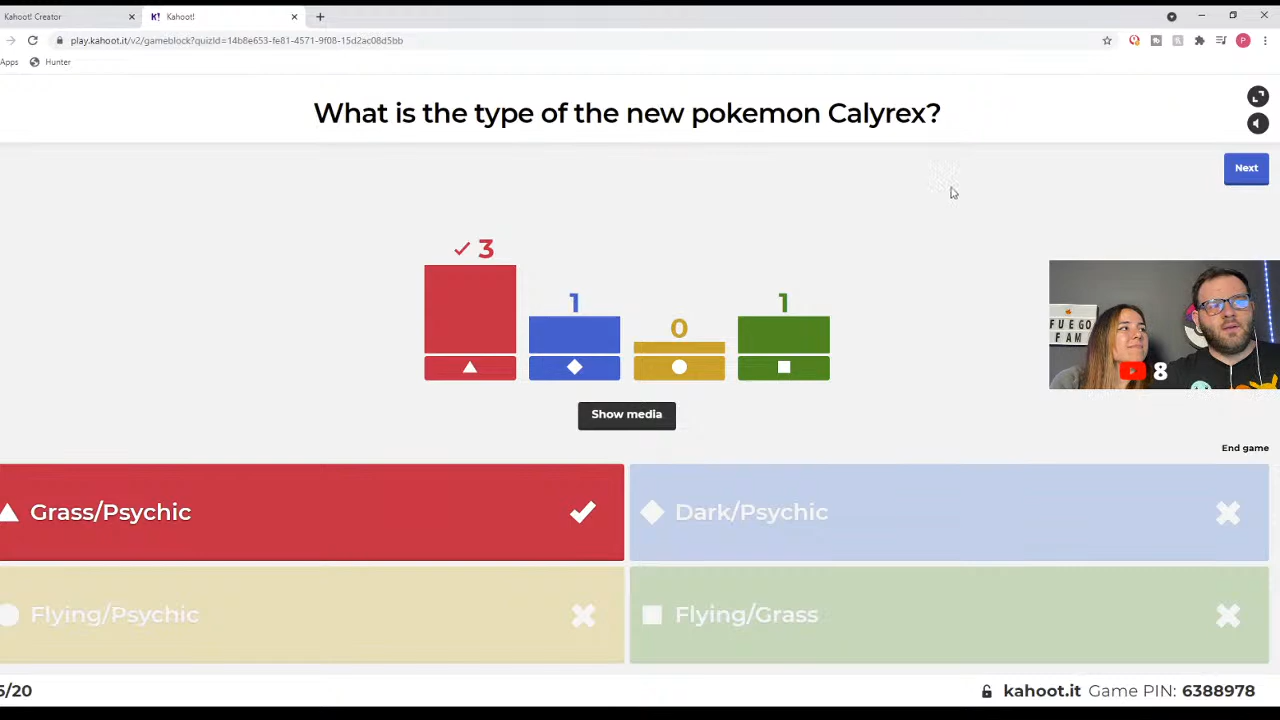 Kahoot! Creator
K! Kahoot!
play.kahoot.it/v2/gameblock?quizId=14b8e653-fe81-4571-9f08-15d2ac08d5bb
P
Apps Hunter
What is the type of the new pokemon Calyrex?
Next
3
1
0
1
FUEGO
FAM
8
Show media
End game
Grass/Psychic
Dark/Psychic
Flying/Psychic
Flying/Grass
5/20
kahoot.it Game PIN: 6388978